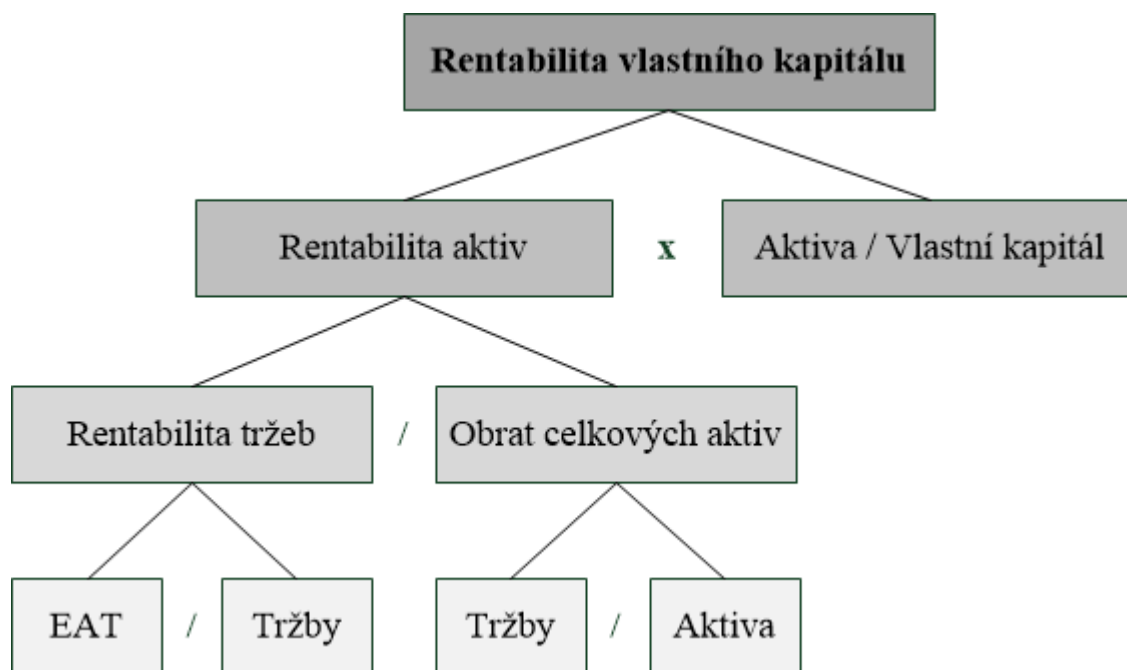 Rentabilita vlastního kapitálu
Rentabilita aktiv x Aktiva / Vlastní kapitál
Rentabilita tržeb / Obrat celkových aktiv
EAT / Tržby Tržby / Aktiva